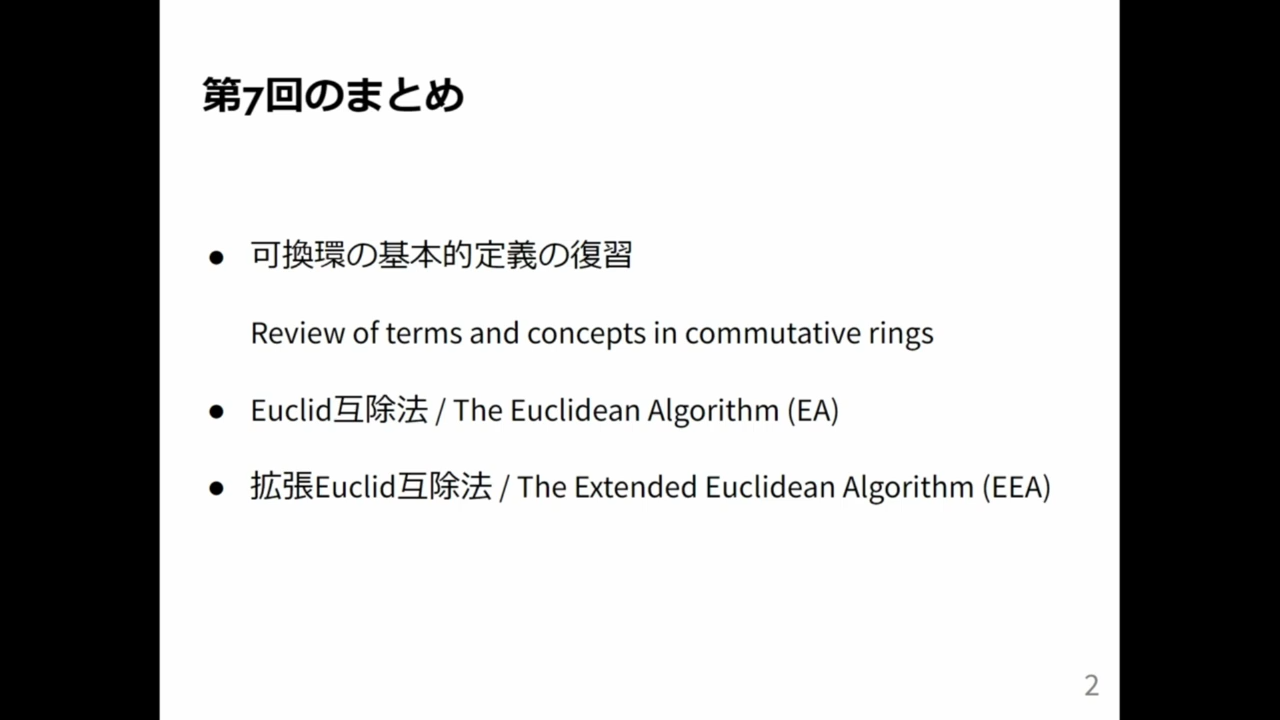 第7回のまとめ
● 可換環の基本的定義の復習
Review of terms and concepts in commutative rings
● Euclid互除法 / The Euclidean Algorithm (EA)
● 拡張Euclid互除法 / The Extended Euclidean Algorithm (EEA)
2